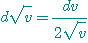 d√v = dv / 2√v